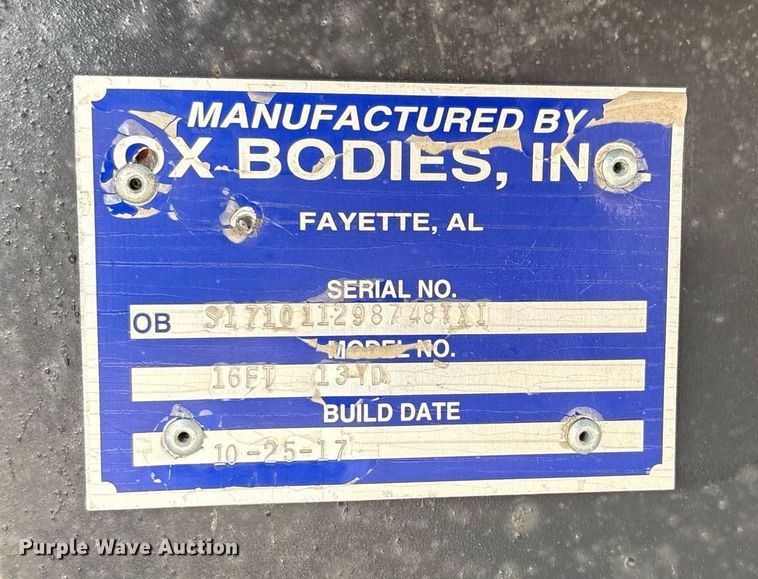 MANUFACTURED BY
OX BODIES, INC.
FAYETTE, AL
SERIAL NO.
OB S171011298748YXI
MODEL NO.
16FT 13YD
BUILD DATE
10-25-17
Purple Wave Auction